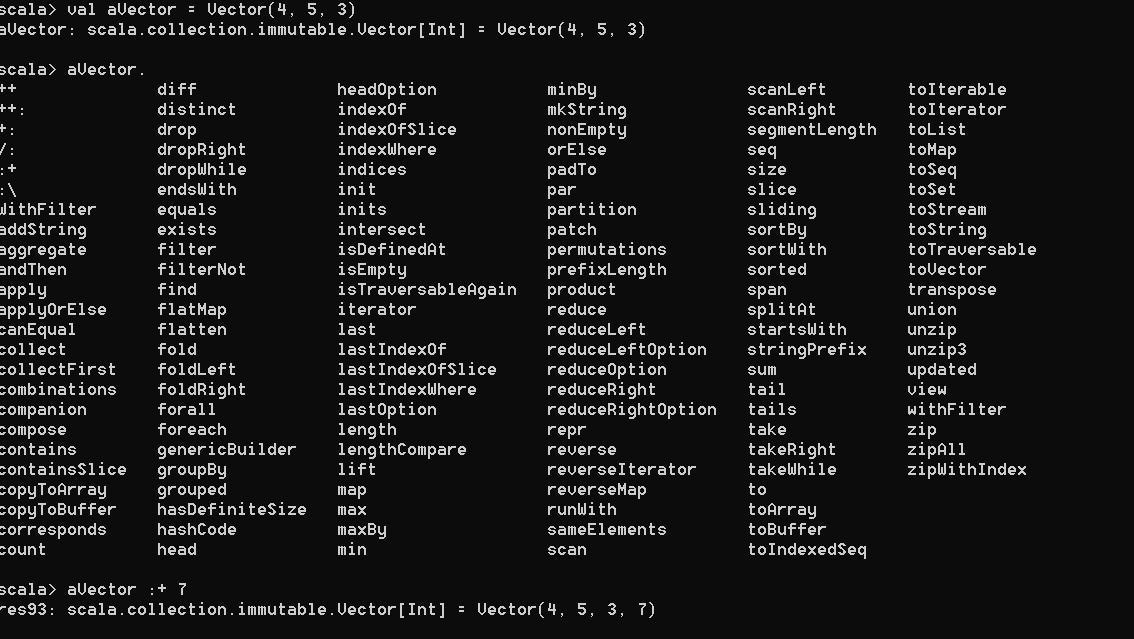 scala> val aVector = Vector(4, 5, 3)
aVector: scala.collection.immutable.Vector[Int] = Vector(4, 5, 3)
scala> aVector.
++ diff headOption minBy scanLeft toIterable
++: distinct indexOf mkString scanRight toIterator
+: drop indexOfSlice nonEmpty segmentLength toList
/: dropRight indexWhere orElse seq toMap
:+ dropWhile indices padTo size toSeq
:\ endsWith init par slice toSet
WithFilter equals inits partition sliding toStream
addString exists intersect patch sortBy toString
aggregate filter isDefinedAt permutations sortWith toTraversable
andThen filterNot isEmpty prefixLength sorted toVector
apply find isTraversableAgain product span transpose
applyOrElse flatMap iterator reduce splitAt union
canEqual flatten last reduceLeft startsWith unzip
collect fold lastIndexOf reduceLeftOption stringPrefix unzip3
collectFirst foldLeft lastIndexOfSlice reduceOption sum updated
combinations foldRight lastIndexWhere reduceRight tail view
companion forall lastOption reduceRightOption tails withFilter
compose foreach length repr take zip
contains genericBuilder lengthCompare reverse takeRight zipAll
containsSlice groupBy lift reverseIterator takeWhile zipWithIndex
copyToArray grouped map reverseMap to
copyToBuffer hasDefiniteSize max runWith toArray
corresponds hashCode maxBy sameElements toBuffer
count head min scan toIndexedSeq
scala> aVector :+ 7
res93: scala.collection.immutable.Vector[Int] = Vector(4, 5, 3, 7)